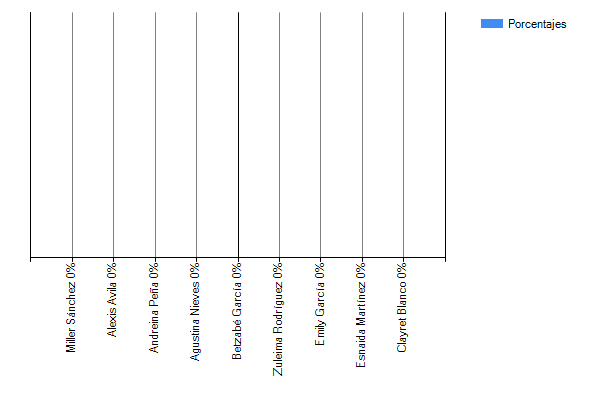 Porcentajes
Miller Sánchez 0%
Alexis Avila 0%
Andreina Peña 0%
Agustina Nieves 0%
Betzabé García 0%
Zuleima Rodríguez 0%
Emily García 0%
Esnaida Martínez 0%
Clayret Blanco 0%